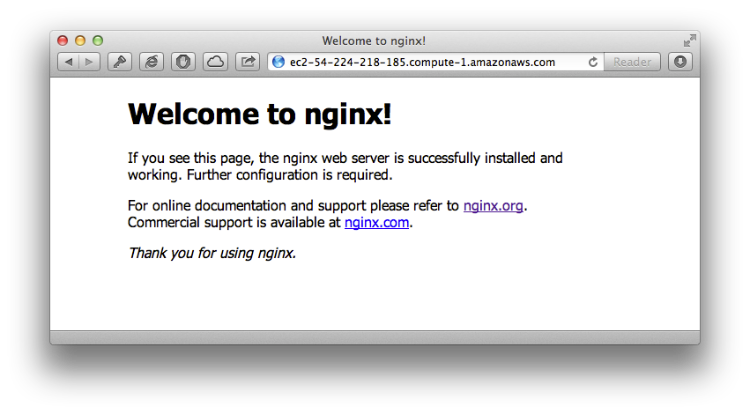 Welcome to nginx!
ec2-54-224-218-185.compute-1.amazonaws.com
Reader
Welcome to nginx!
If you see this page, the nginx web server is successfully installed and
working. Further configuration is required.
For online documentation and support please refer to nginx.org.
Commercial support is available at nginx.com.
Thank you for using nginx.